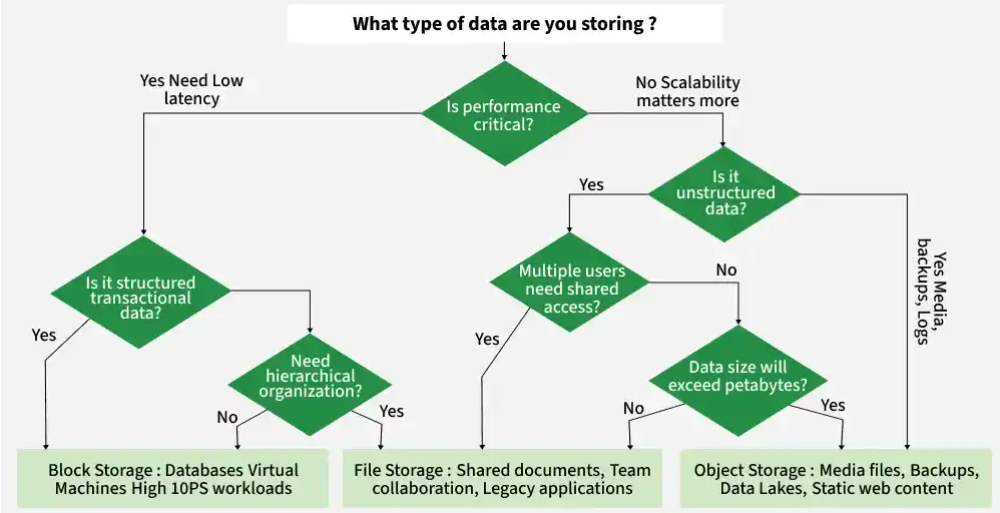 What type of data are you storing ?
Yes Need Low
latency
Is performance
critical?
No Scalability
matters more
Is it
unstructured
data?
Yes
Yes Media,
backups, Logs
Multiple users
need shared
access?
No
Yes
Is it structured
transactional
data?
Yes
Need
hierarchical
organization?
No
Yes
Data size will
exceed petabytes?
No
Yes
Block Storage : Databases Virtual
Machines High 10PS workloads
File Storage : Shared documents, Team
collaboration, Legacy applications
Object Storage : Media files, Backups,
Data Lakes, Static web content